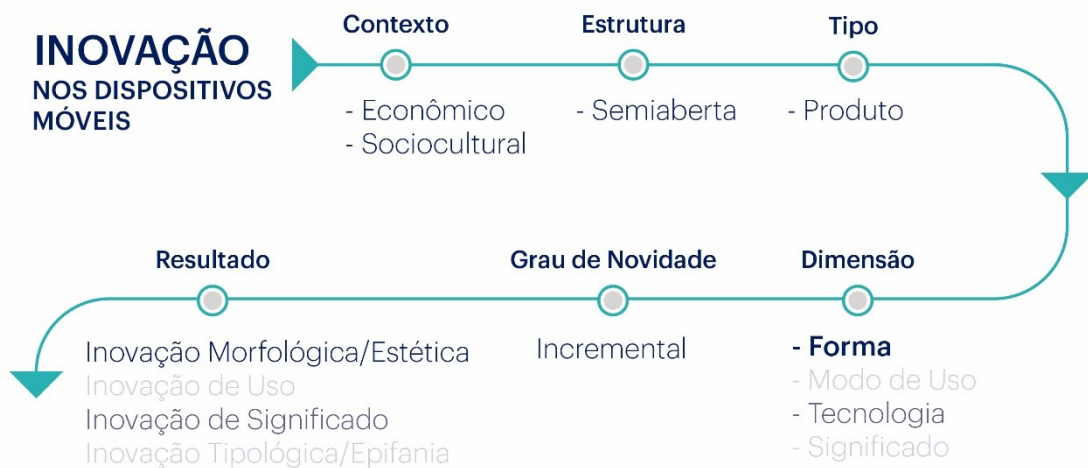 INOVAÇÃO
NOS DISPOSITIVOS
MÓVEIS
Contexto
- Econômico
- Sociocultural
Estrutura
- Semiaberta
Tipo
- Produto
Dimensão
- Forma
- Modo de Uso
- Tecnologia
- Significado
Grau de Novidade
Incremental
Resultado
Inovação Morfológica/Estética
Inovação de Uso
Inovação de Significado
Inovação Tipológica/Epifania